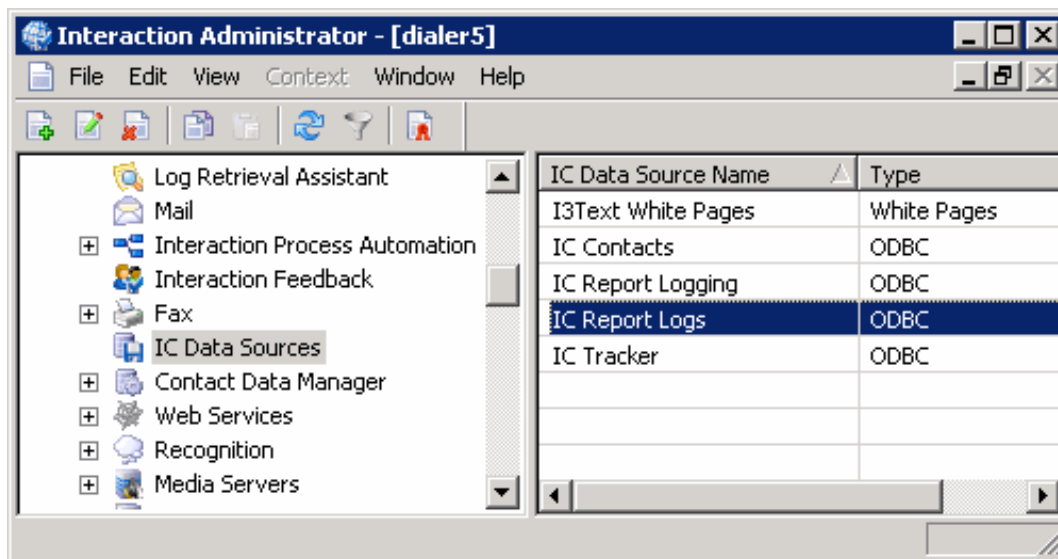 Interaction Administrator - [dialer5]
File Edit View Context Window Help
Log Retrieval Assistant
Mail
Interaction Process Automation
Interaction Feedback
Fax
IC Data Sources
Contact Data Manager
Web Services
Recognition
Media Servers
IC Data Source Name Type
I3Text White Pages White Pages
IC Contacts ODBC
IC Report Logging ODBC
IC Report Logs ODBC
IC Tracker ODBC